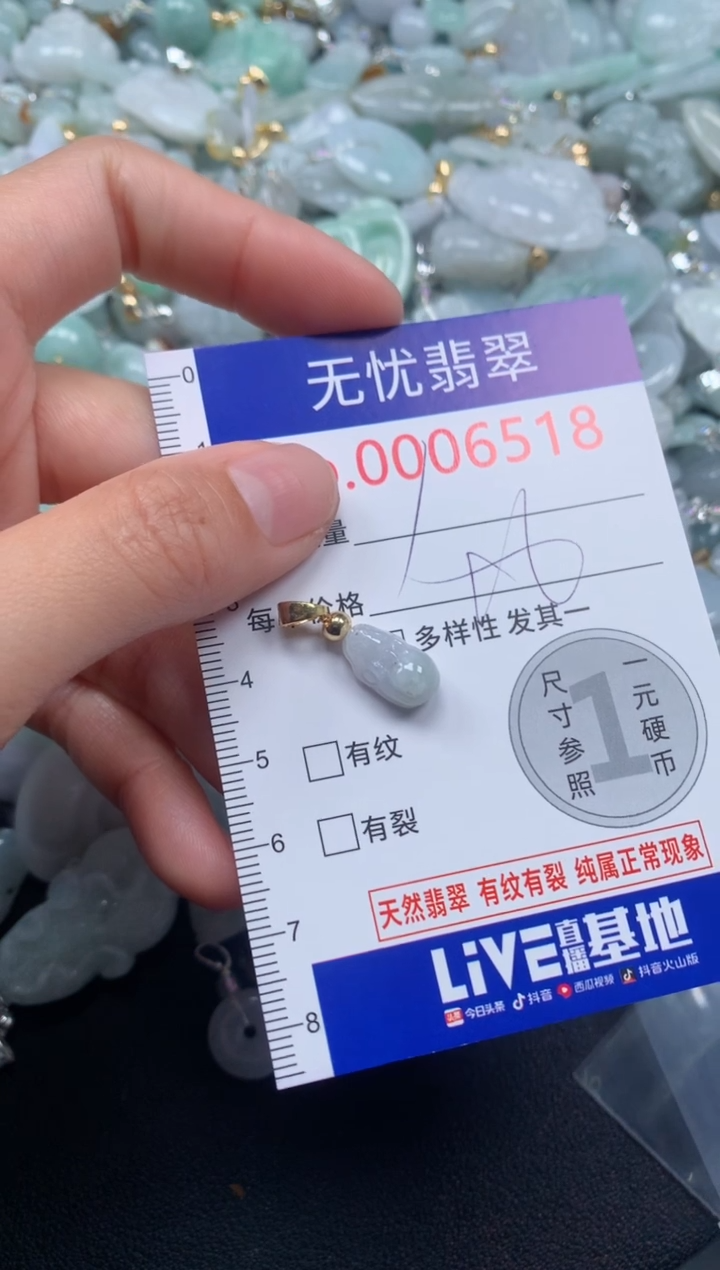 无忧翡翠
.0006518
量
每 价格
多样性 发其一
有纹
有裂
尺寸参照
1
一元硬币
天然翡翠 有纹有裂 纯属正常现象
LiVE直播基地
头条 今日头条 抖音 西瓜视频 抖音火山版
0
4
5
6
7
8